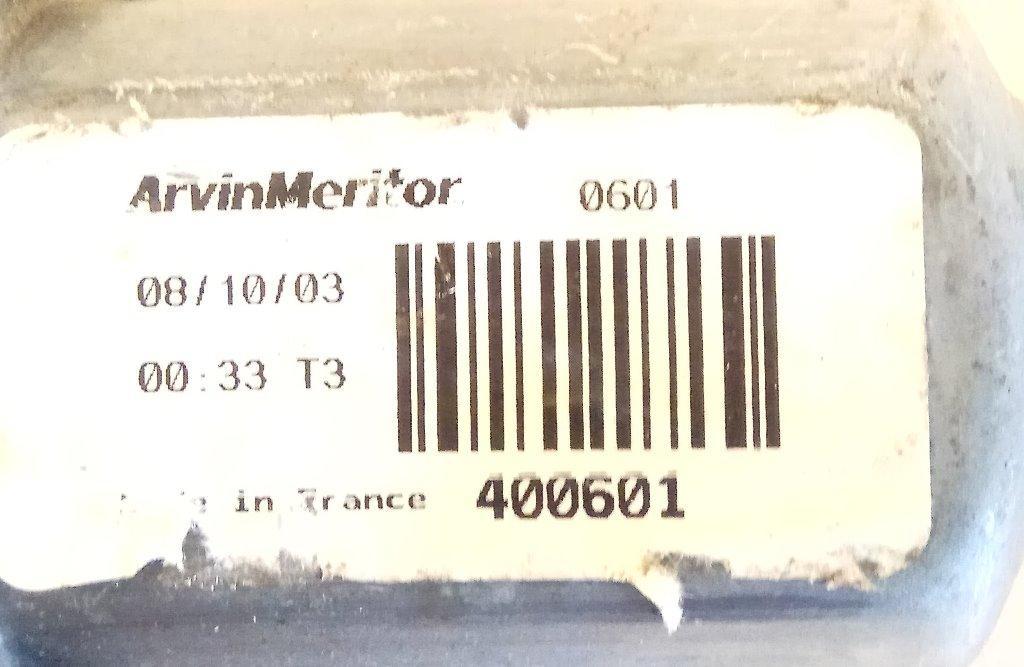 ArvinMeritor 0601
08/10/03
00:33 T3
in France 400601